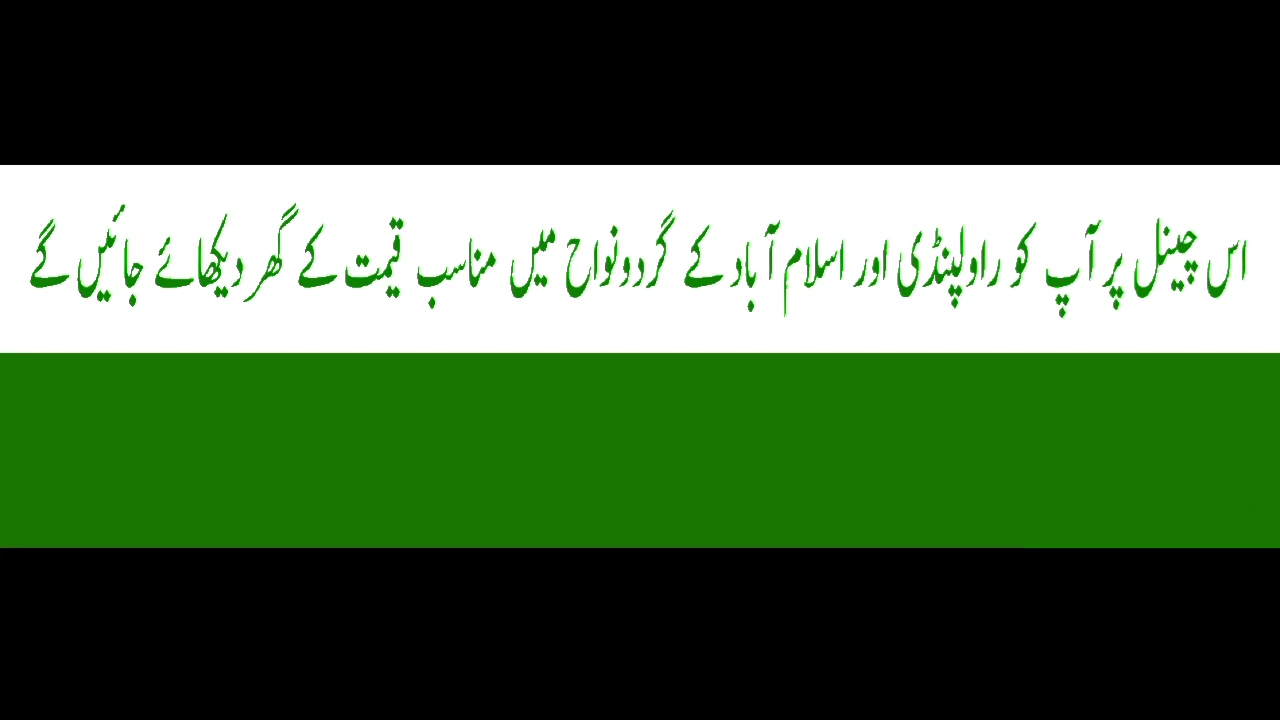 اس چینل پر آپ کو راولپنڈی اور اسلام آباد کے گردونواح میں مناسب قیمت کے گھر دیکھائے جائیں گے